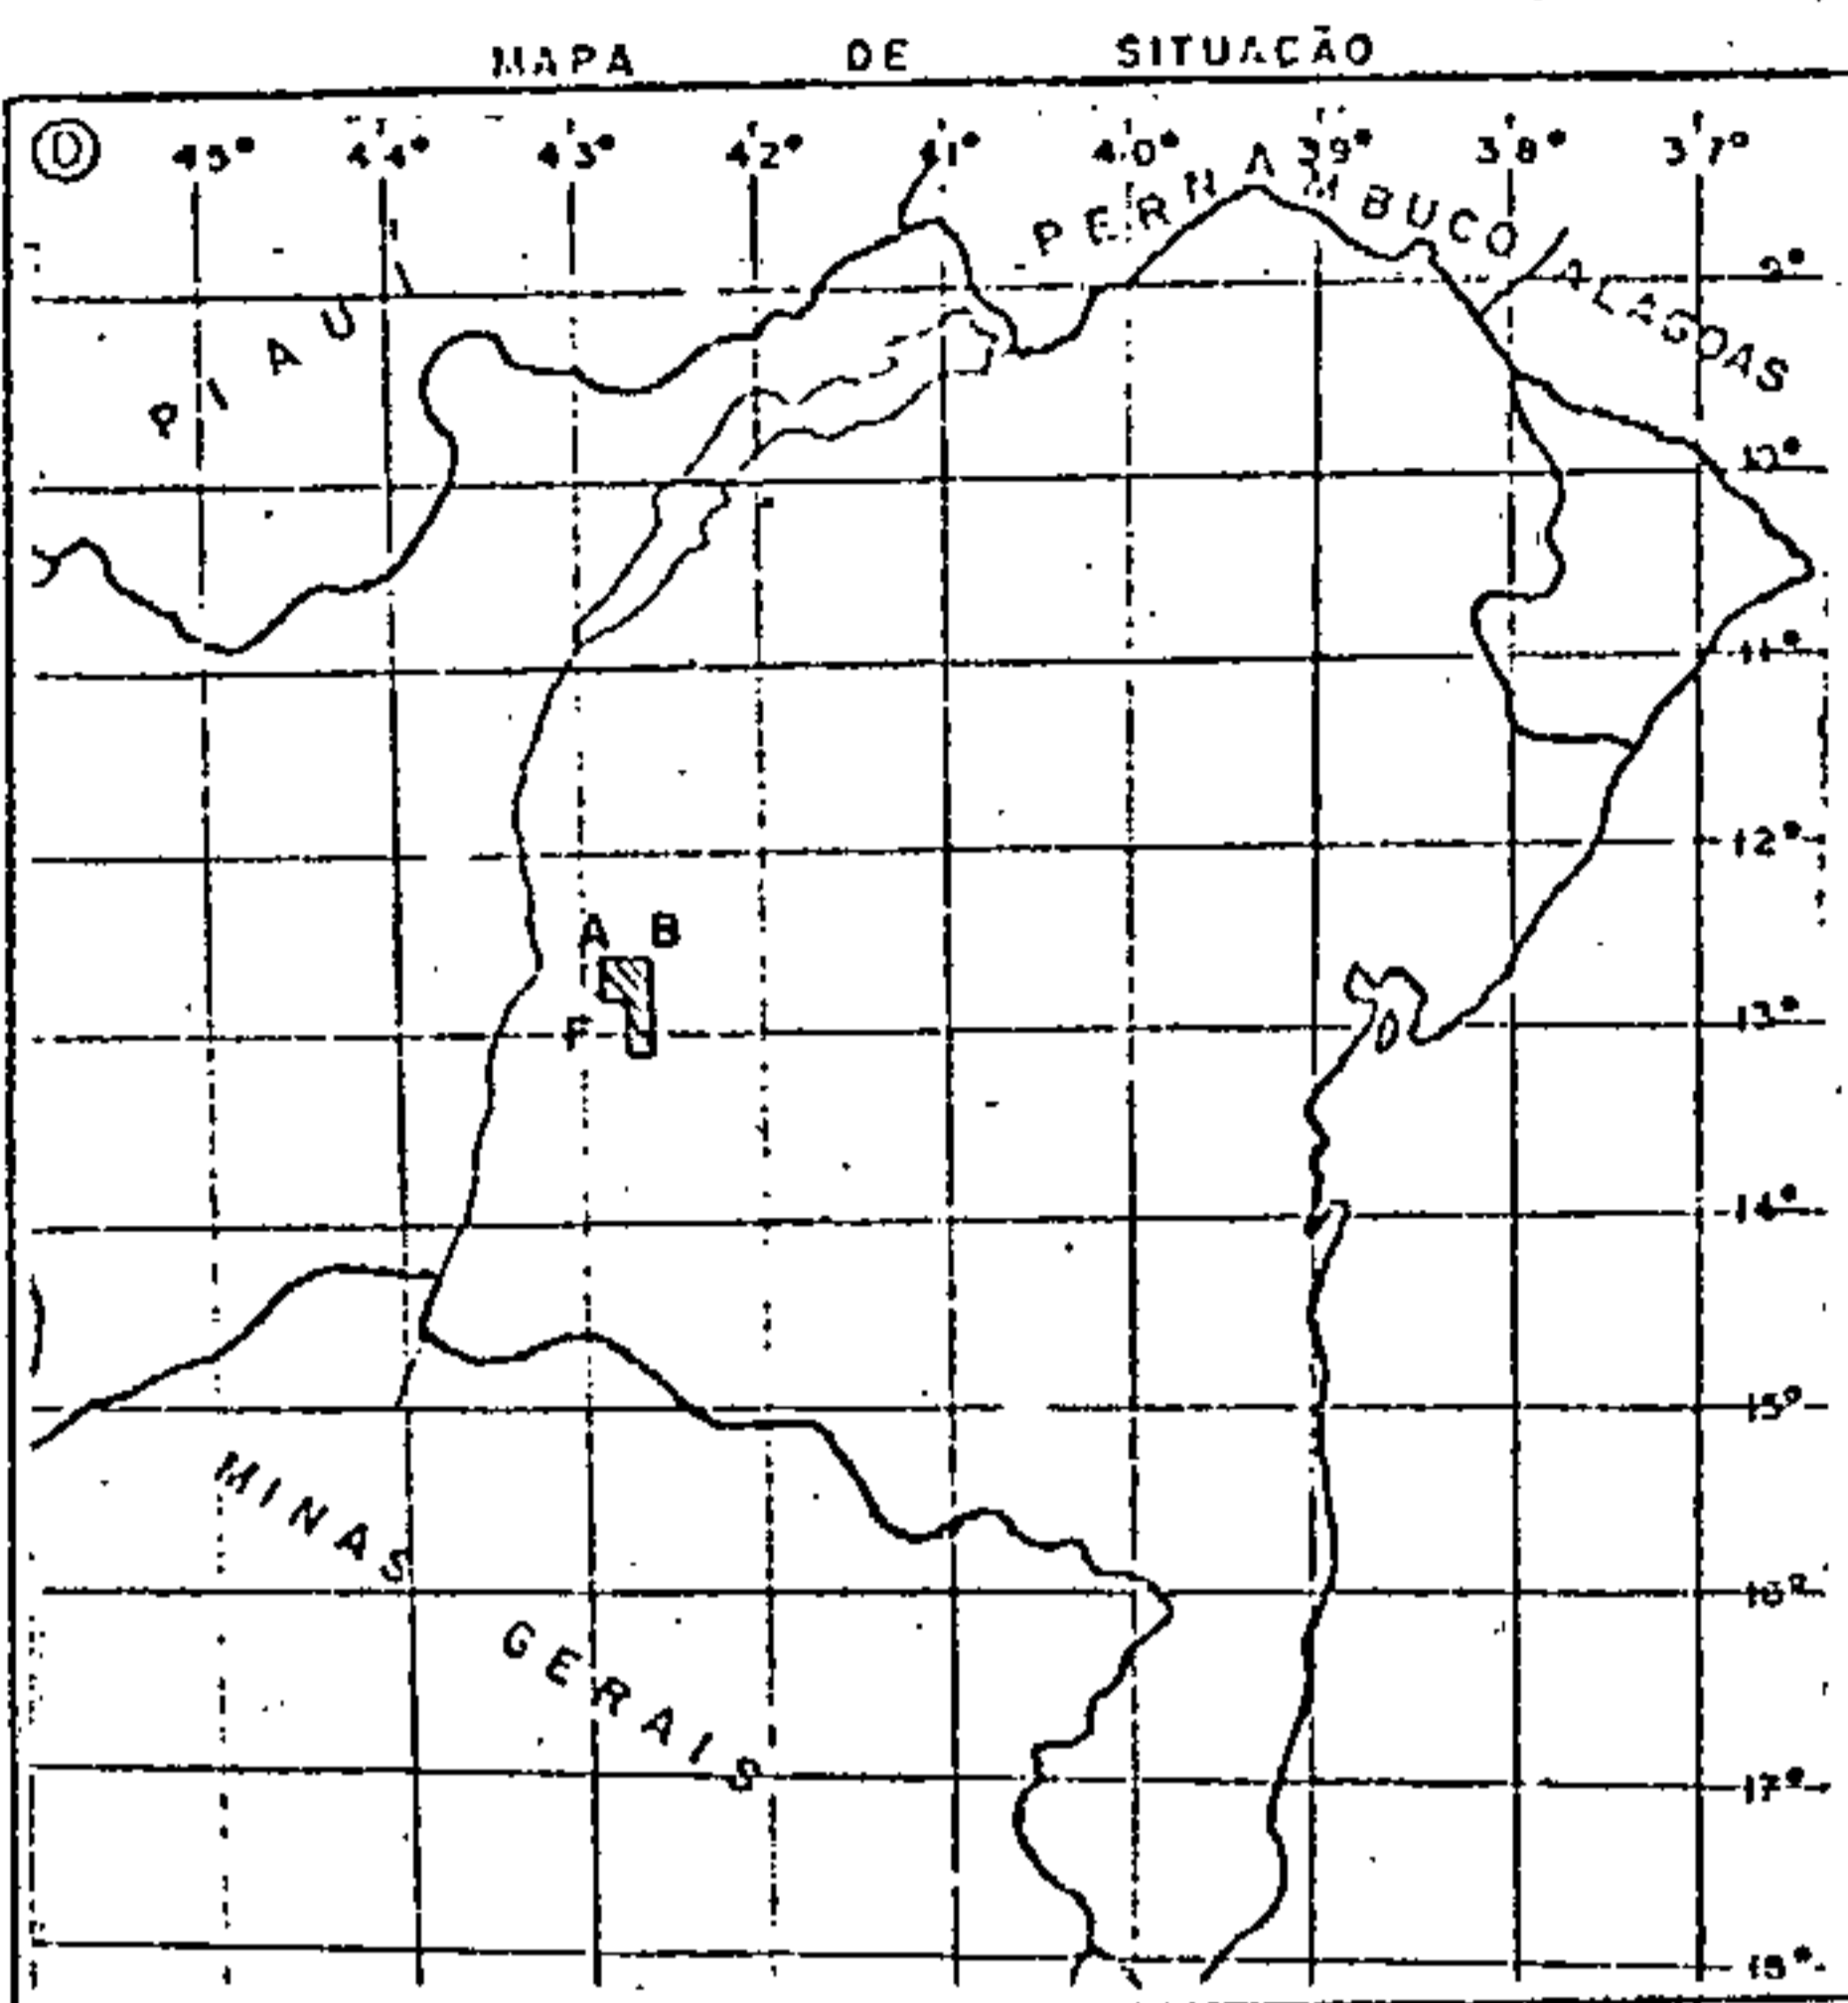 MAPA DE SITUAÇÃO
D 45° 44° 43° 42° 41° 40° 39° 38° 37°
PERNAMBUCO
PIAUÍ
ALAGOAS
9°
10°
11°
12°
A B
F
13°
14°
15°
MINAS
16°
GERAIS
17°
18°